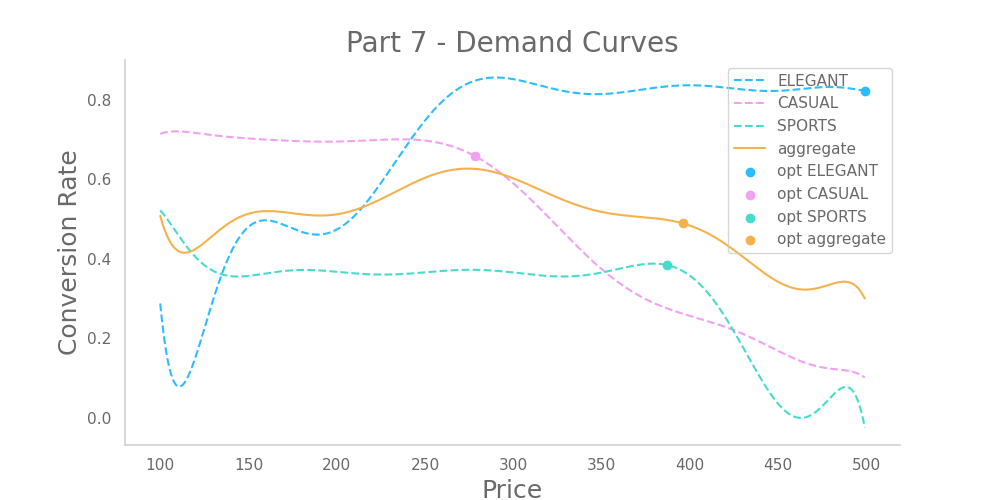 Part 7 - Demand Curves
Conversion Rate
0.8
0.6
0.4
0.2
0.0
ELEGANT
CASUAL
SPORTS
aggregate
opt ELEGANT
opt CASUAL
opt SPORTS
opt aggregate
100 150 200 250 300 350 400 450 500
Price